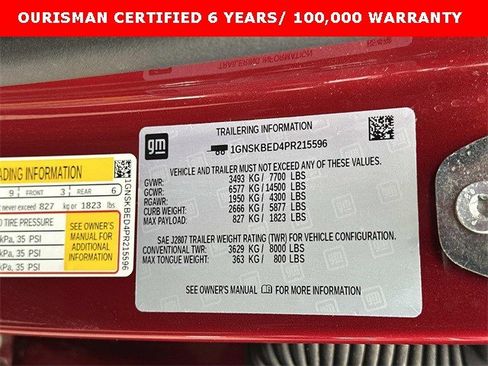 OURISMAN CERTIFIED 6 YEARS/ 100,000 WARRANTY
gm
TRAILERING INFORMATION
1GNSKBED4PR215596
VEHICLE AND TRAILER MUST NOT EXCEED ANY OF THESE VALUES:
GVWR: 3493 KG / 7700 LBS
GCWR: 6577 KG / 14500 LBS
RGAWR: 1950 KG / 4300 LBS
CURB WEIGHT: 2666 KG / 5877 LBS
MAX PAYLOAD: 827 KG / 1823 LBS
SAE J2807 TRAILER WEIGHT RATING (TWR) FOR VEHICLE CONFIGURATION.
CONVENTIONAL TWR: 3629 KG / 8000 LBS
MAX TONGUE WEIGHT: 363 KG / 800 LBS
SEE OWNER'S MANUAL FOR MORE INFORMATION
ADING INFORMATION
9 FRONT 3 REAR 6
never exceed 827 kg or 1823 lbs
TIRE PRESSURE
kPa, 35 PSI
kPa, 35 PSI
kPa, 35 PSI
SEE OWNER'S
MANUAL FOR
ADDITIONAL
INFORMATION
1GNSKBED4PR215596